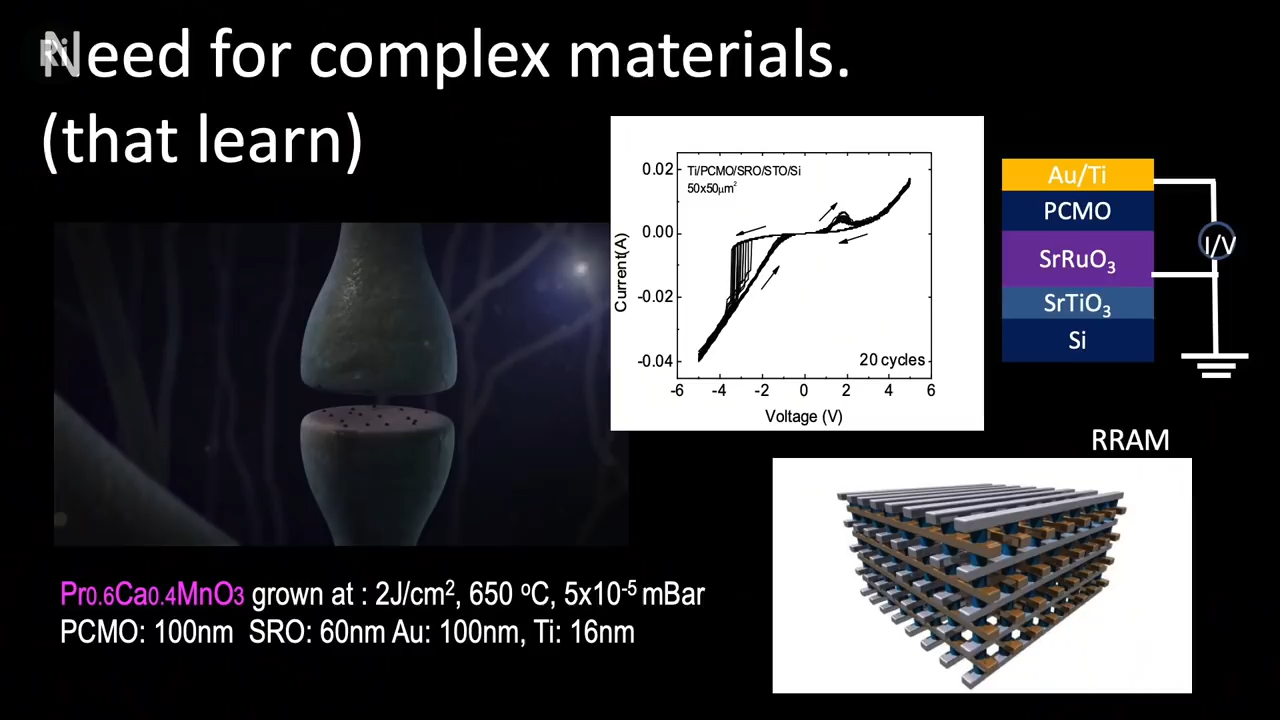 Ri
Need for complex materials.
(that learn)
Ti/PCMO/SRO/STO/Si
50x50μm²
0.02
0.00
-0.02
-0.04
Current(A)
20 cycles
-6 -4 -2 0 2 4 6
Voltage (V)
Au/Ti
PCMO
SrRuO₃
SrTiO₃
Si
I/V
RRAM
Pr0.6Ca0.4MnO3 grown at : 2J/cm², 650 ºC, 5x10⁻⁵ mBar
PCMO: 100nm SRO: 60nm Au: 100nm, Ti: 16nm